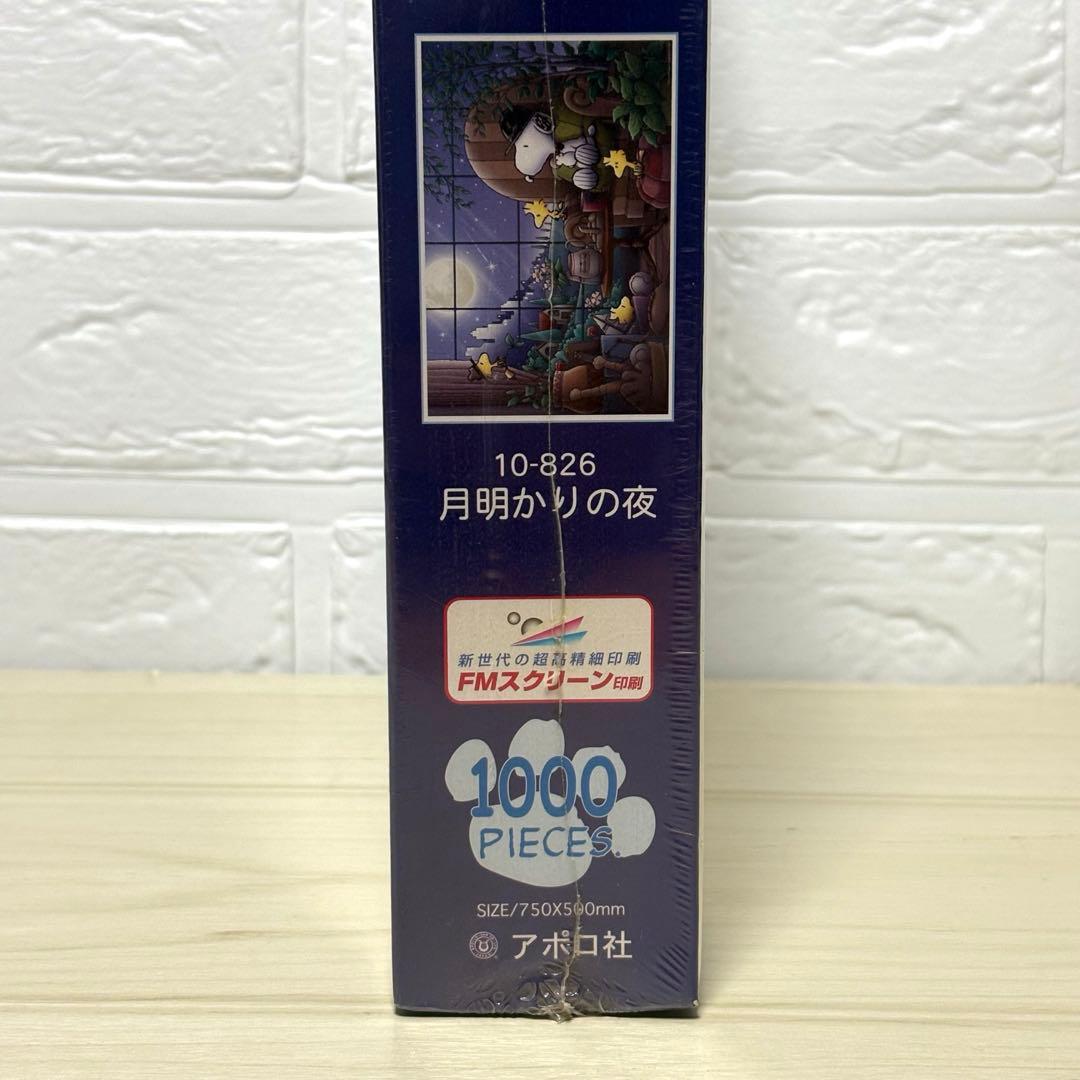 10-826
月明かりの夜
新世代の超高精細印刷
FMスクリーン印刷
1000
PIECES.
SIZE/750X500mm
アポロ社